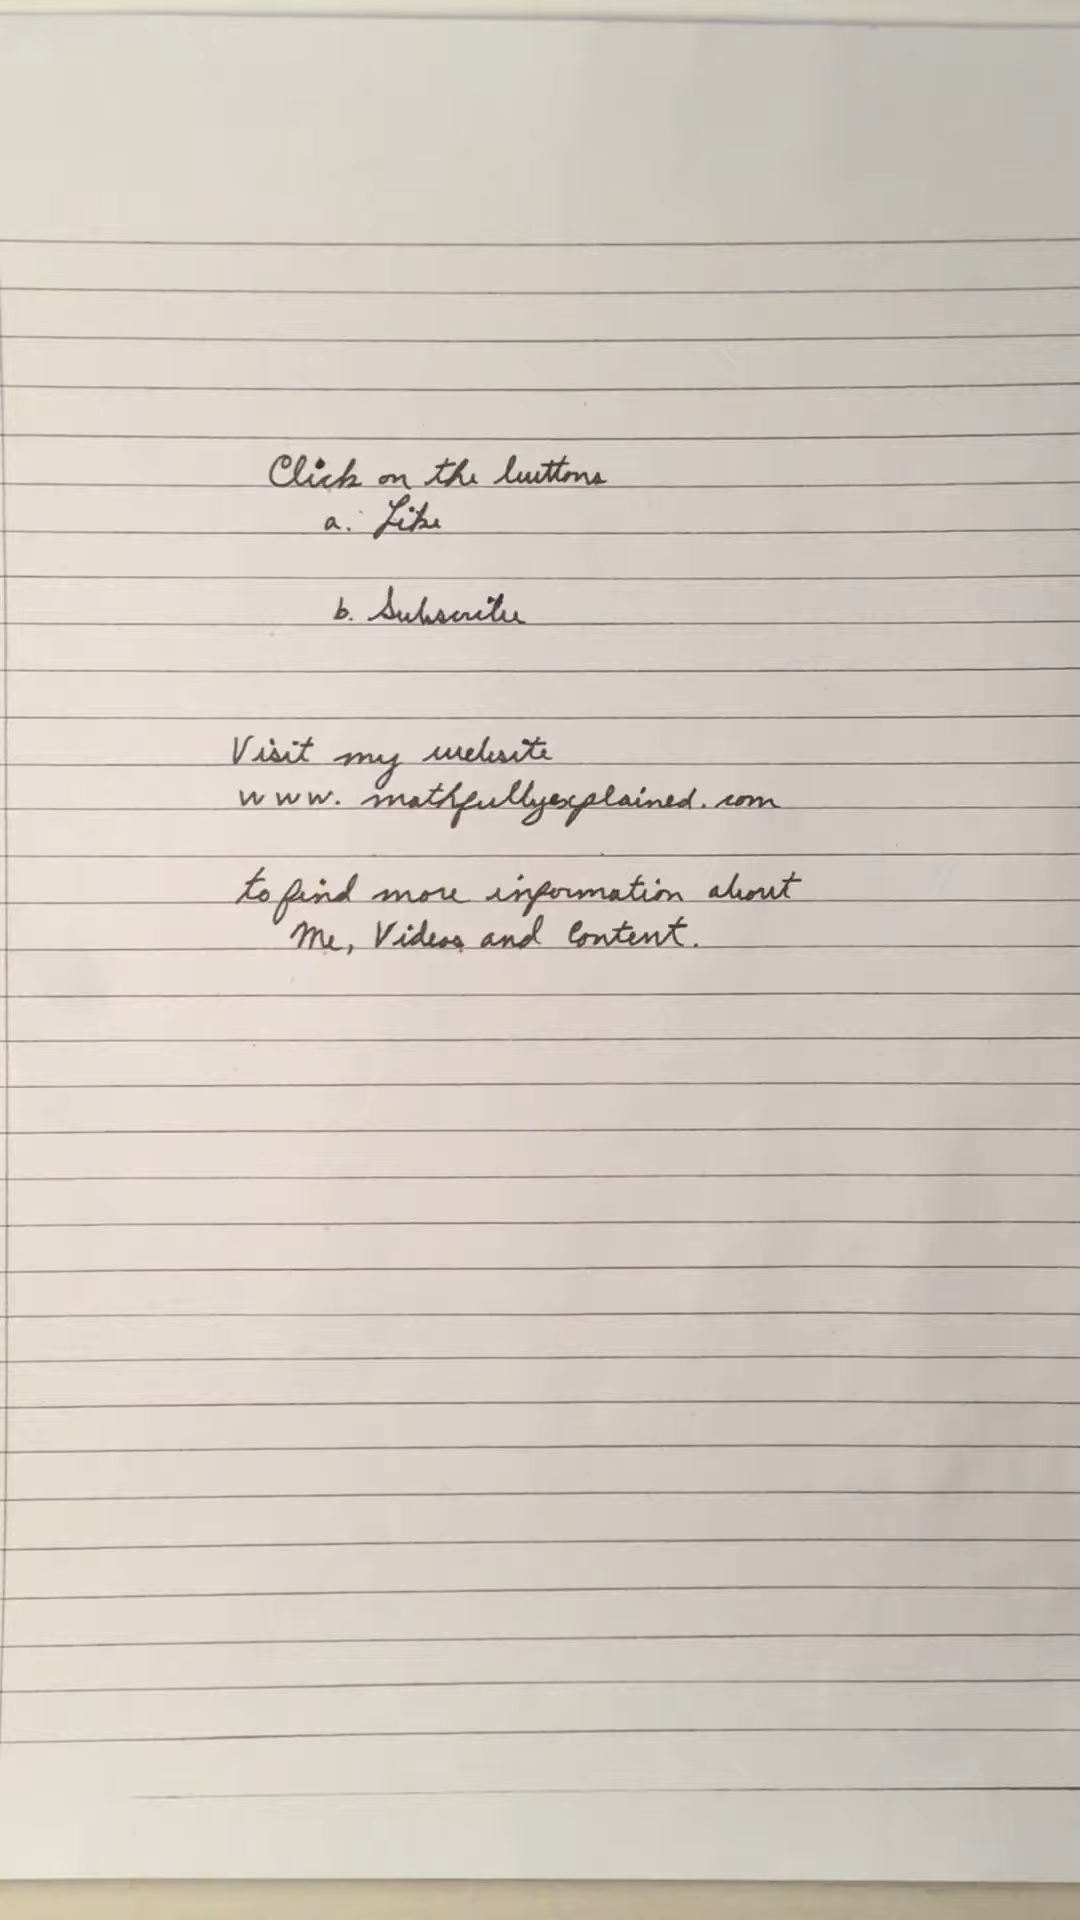 Click on the buttons
a. Like
b. Subscribe
Visit my website
www. mathfullyexplained.com
to find more information about
Me, Videos and Content.